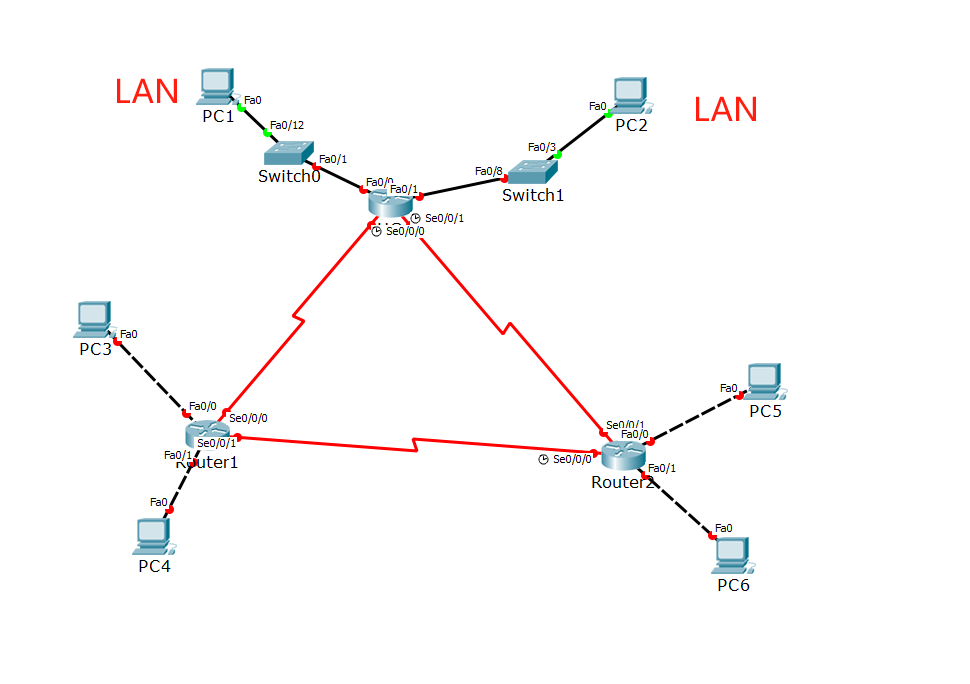 LAN
Fa0
PC1
Fa0/12
Switch0
Fa0/1
Fa0
PC2
LAN
Fa0/3
Fa0/8
Switch1
Fa0/0
Fa0/1
Se0/0/1
Se0/0/0
Fa0
PC3
Fa0/0
Se0/0/0
Se0/0/1
Fa0/1
Router1
Fa0
PC4
Fa0
PC5
Se0/0/1
Fa0/0
Se0/0/0
Fa0/1
Router2
Fa0
PC6